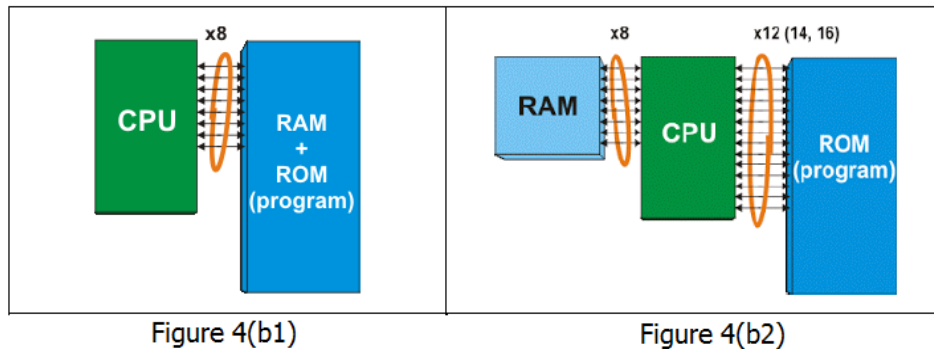 x8
CPU
RAM
+
ROM
(program)
Figure 4(b1)
x8
x12 (14, 16)
RAM
CPU
ROM
(program)
Figure 4(b2)